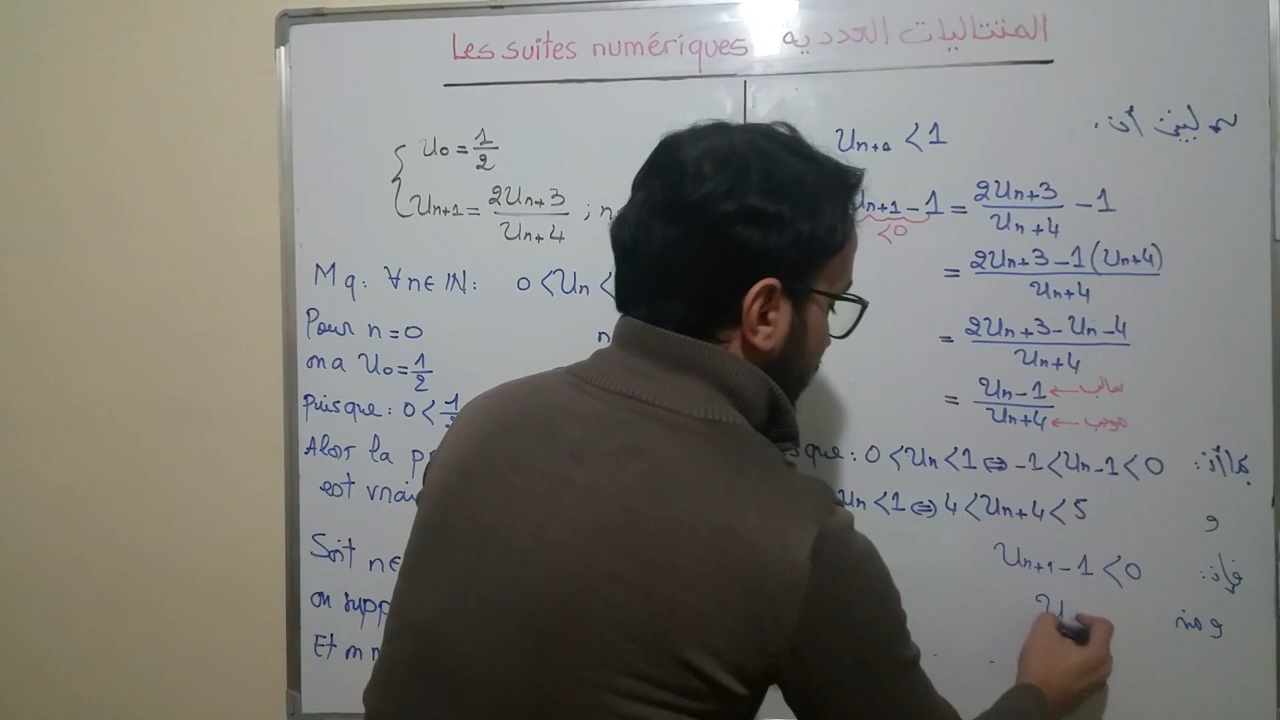 Les suites numériques المتتاليات العددية
{ U0 = 1/2
Un+1 = (2Un+3)/(Un+4) ; n
Mq: ∀n∈IN: 0<Un<
Pour n=0
on a U0=1/2
Puisque: 0<
Alor la
est vrai
Soit n∈
on supp
Et
لنبين أن: Un+1 <1
Un+1 - 1 = (2Un+3)/(Un+4) - 1
<0
= (2Un+3-1(Un+4))/(Un+4)
= (2Un+3-Un-4)/(Un+4)
= (Un-1)/(Un+4)
← سالب
← موجب
que: 0<Un<1 ⇔ -1<Un-1<0 بما أن:
Un<1 ⇔ 4<Un+4<5 و
Un+1-1<0 فإن:
U ومنه